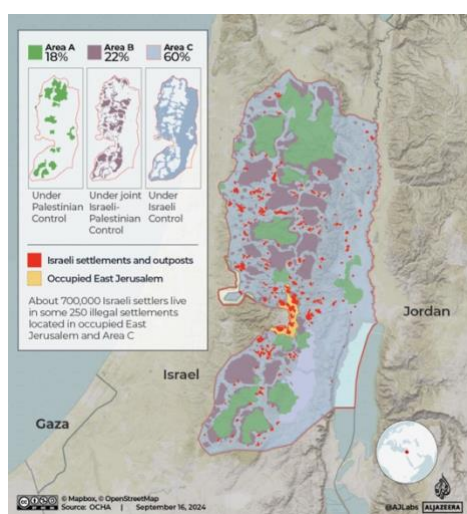 Area A
18%
Area B
22%
Area C
60%
Under
Palestinian
Control
Under joint
Israeli-
Palestinian
Control
Under
Israeli
Control
Israeli settlements and outposts
Occupied East Jerusalem
About 700,000 Israeli settlers live
in some 250 illegal settlements
located in occupied East
Jerusalem and Area C
Jordan
Israel
Gaza
© Mapbox, © OpenStreetMap
Source: OCHA | September 16, 2024
@AJLabs
ALJAZEERA